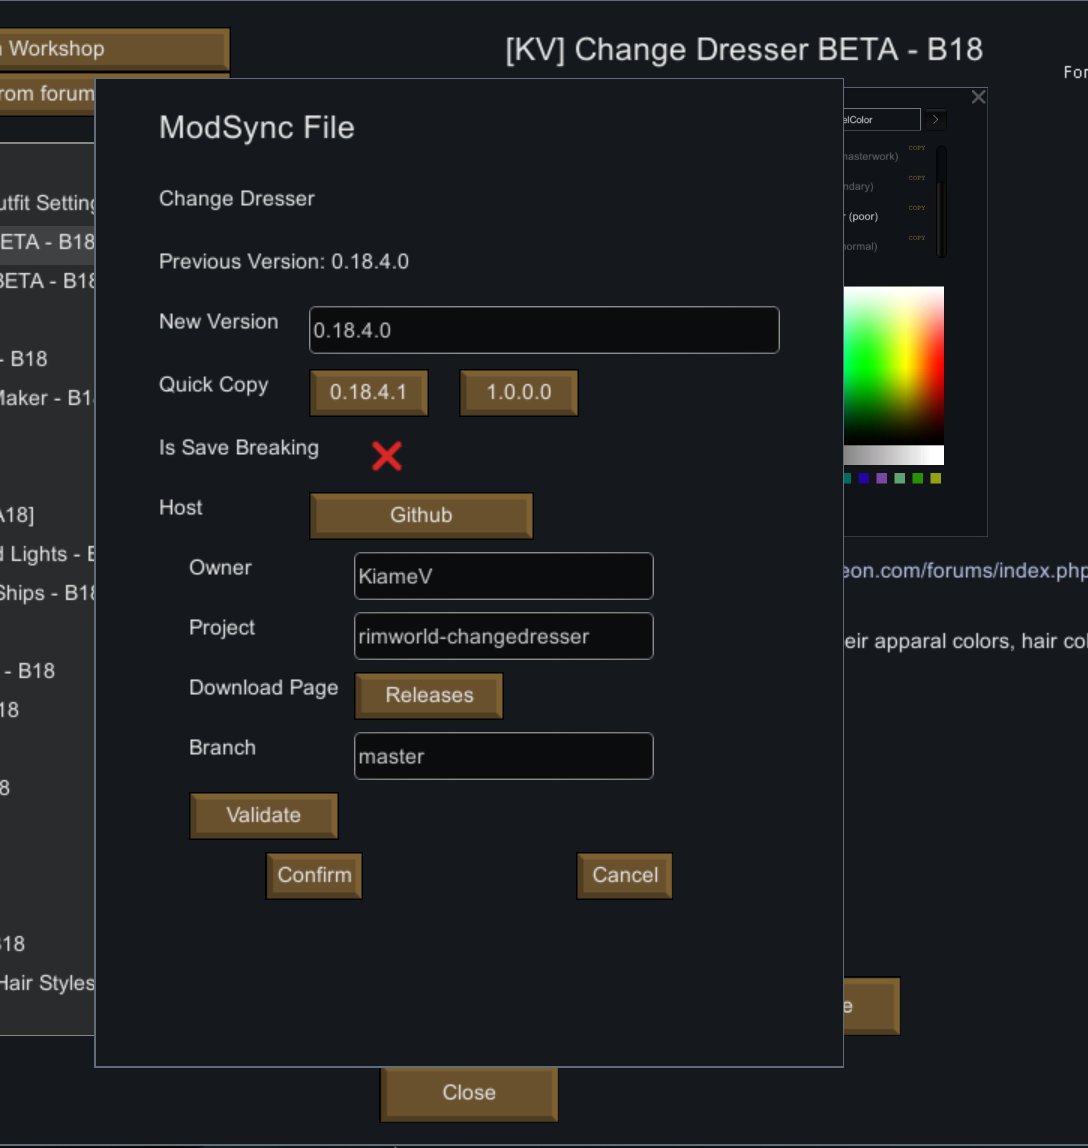 Workshop
[KV] Change Dresser BETA - B18
rom forum
ModSync File
elColor
COPY
masterwork)
COPY
ndary)
Change Dresser
COPY
(poor)
utfit Setting
COPY
ormal)
ETA - B18
Previous Version: 0.18.4.0
BETA - B18
New Version
0.18.4.0
- B18
Quick Copy
0.18.4.1
1.0.0.0
Maker - B1
Is Save Breaking
Host
Github
A18]
d Lights -
Owner
KiameV
eon.com/forums/index.php
Ships - B18
Project
rimworld-changedresser
eir apparal colors, hair col
- B18
Download Page
Releases
18
Branch
master
8
Validate
Confirm
Cancel
18
Hair Styles
e
Close